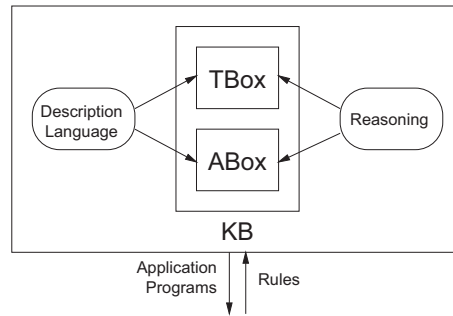 TBox
Description
Language
Reasoning
ABox
KB
Application
Programs
Rules